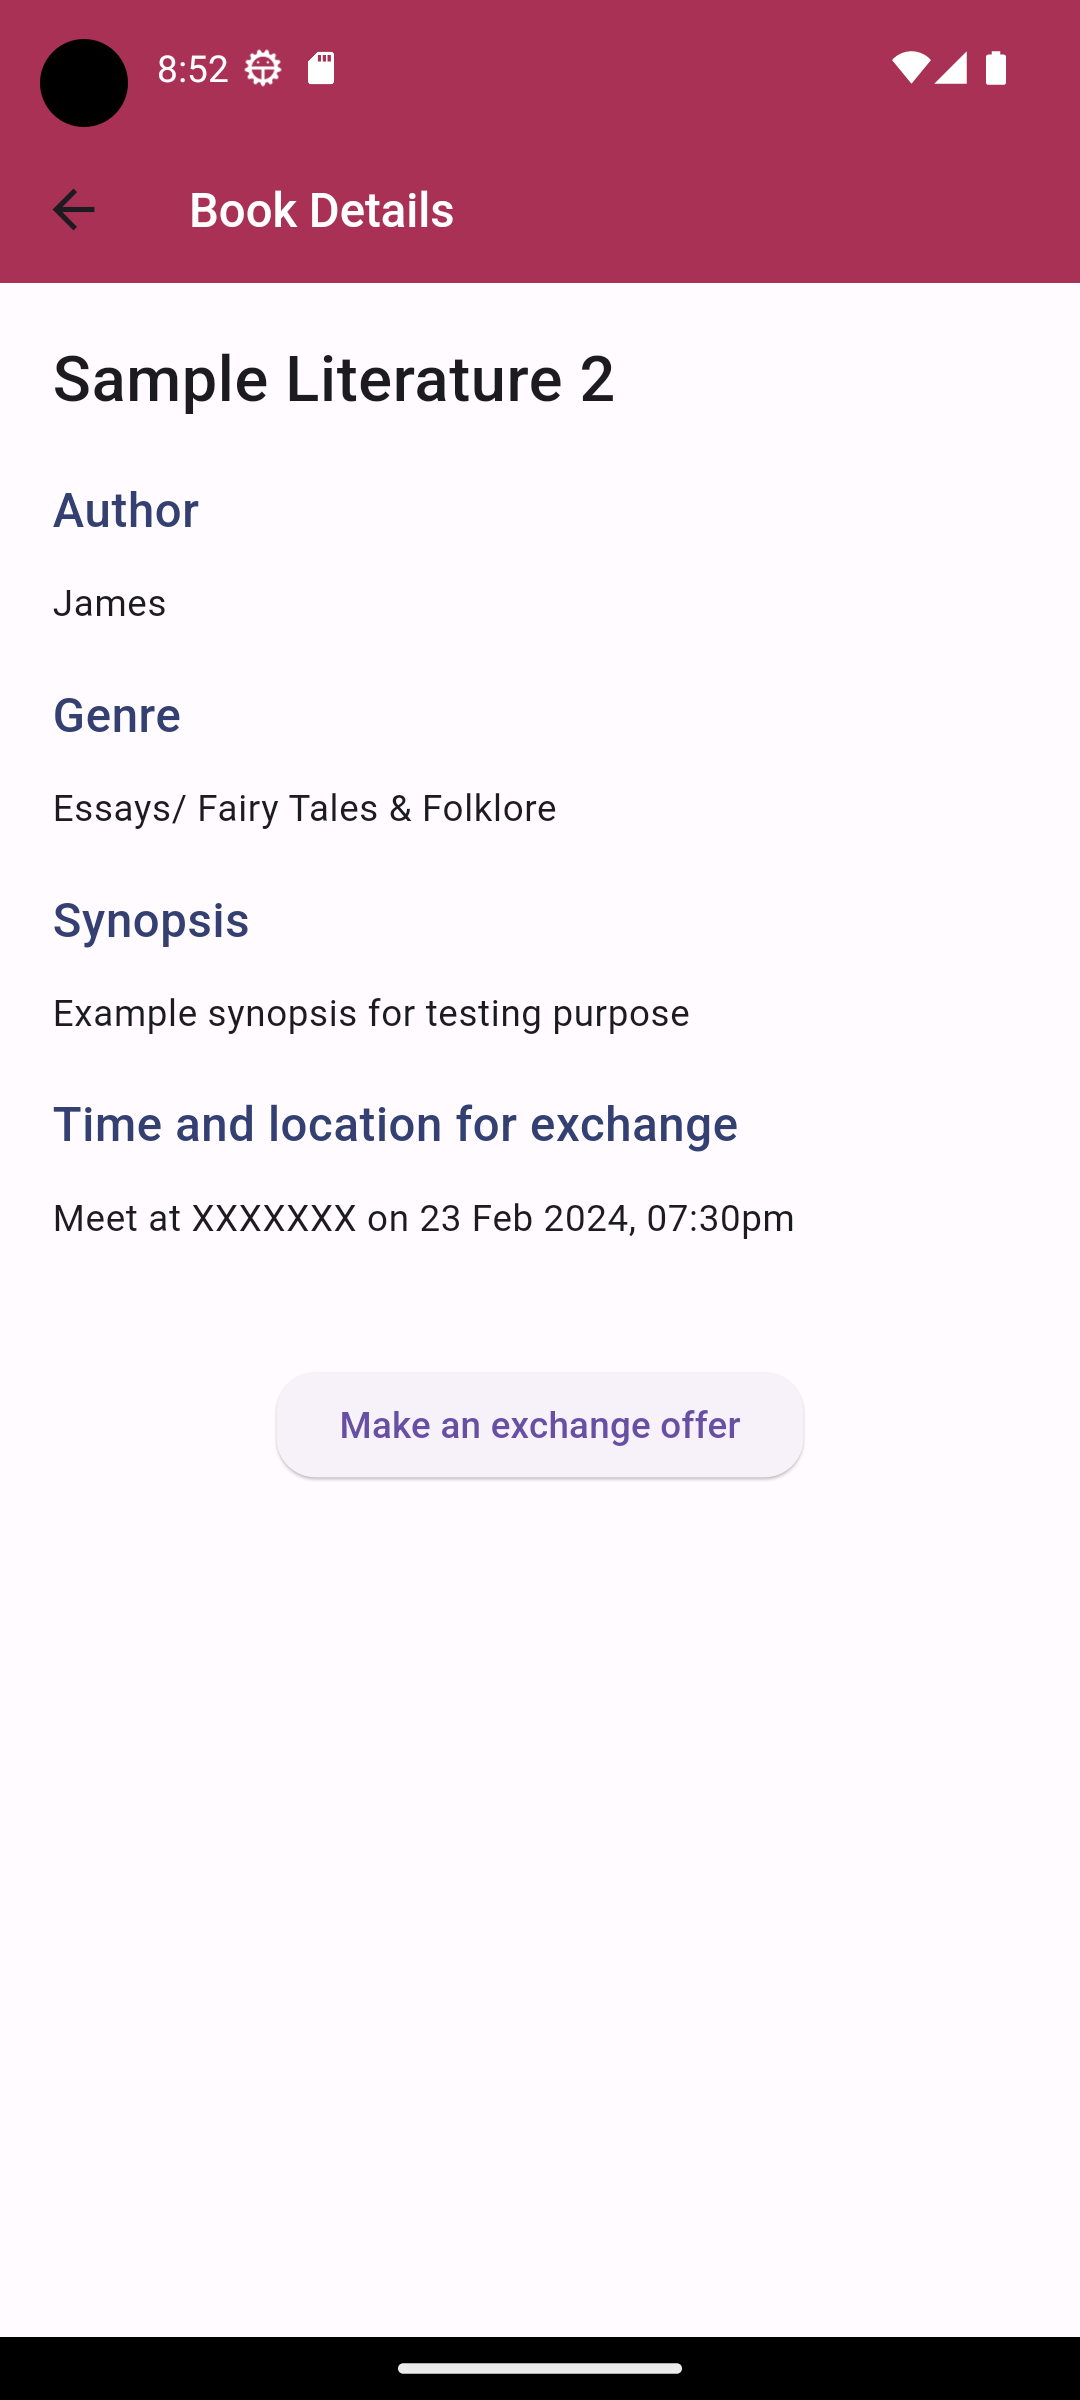 8:52
Book Details
Sample Literature 2
Author
James
Genre
Essays/ Fairy Tales & Folklore
Synopsis
Example synopsis for testing purpose
Time and location for exchange
Meet at XXXXXXX on 23 Feb 2024, 07:30pm
Make an exchange offer